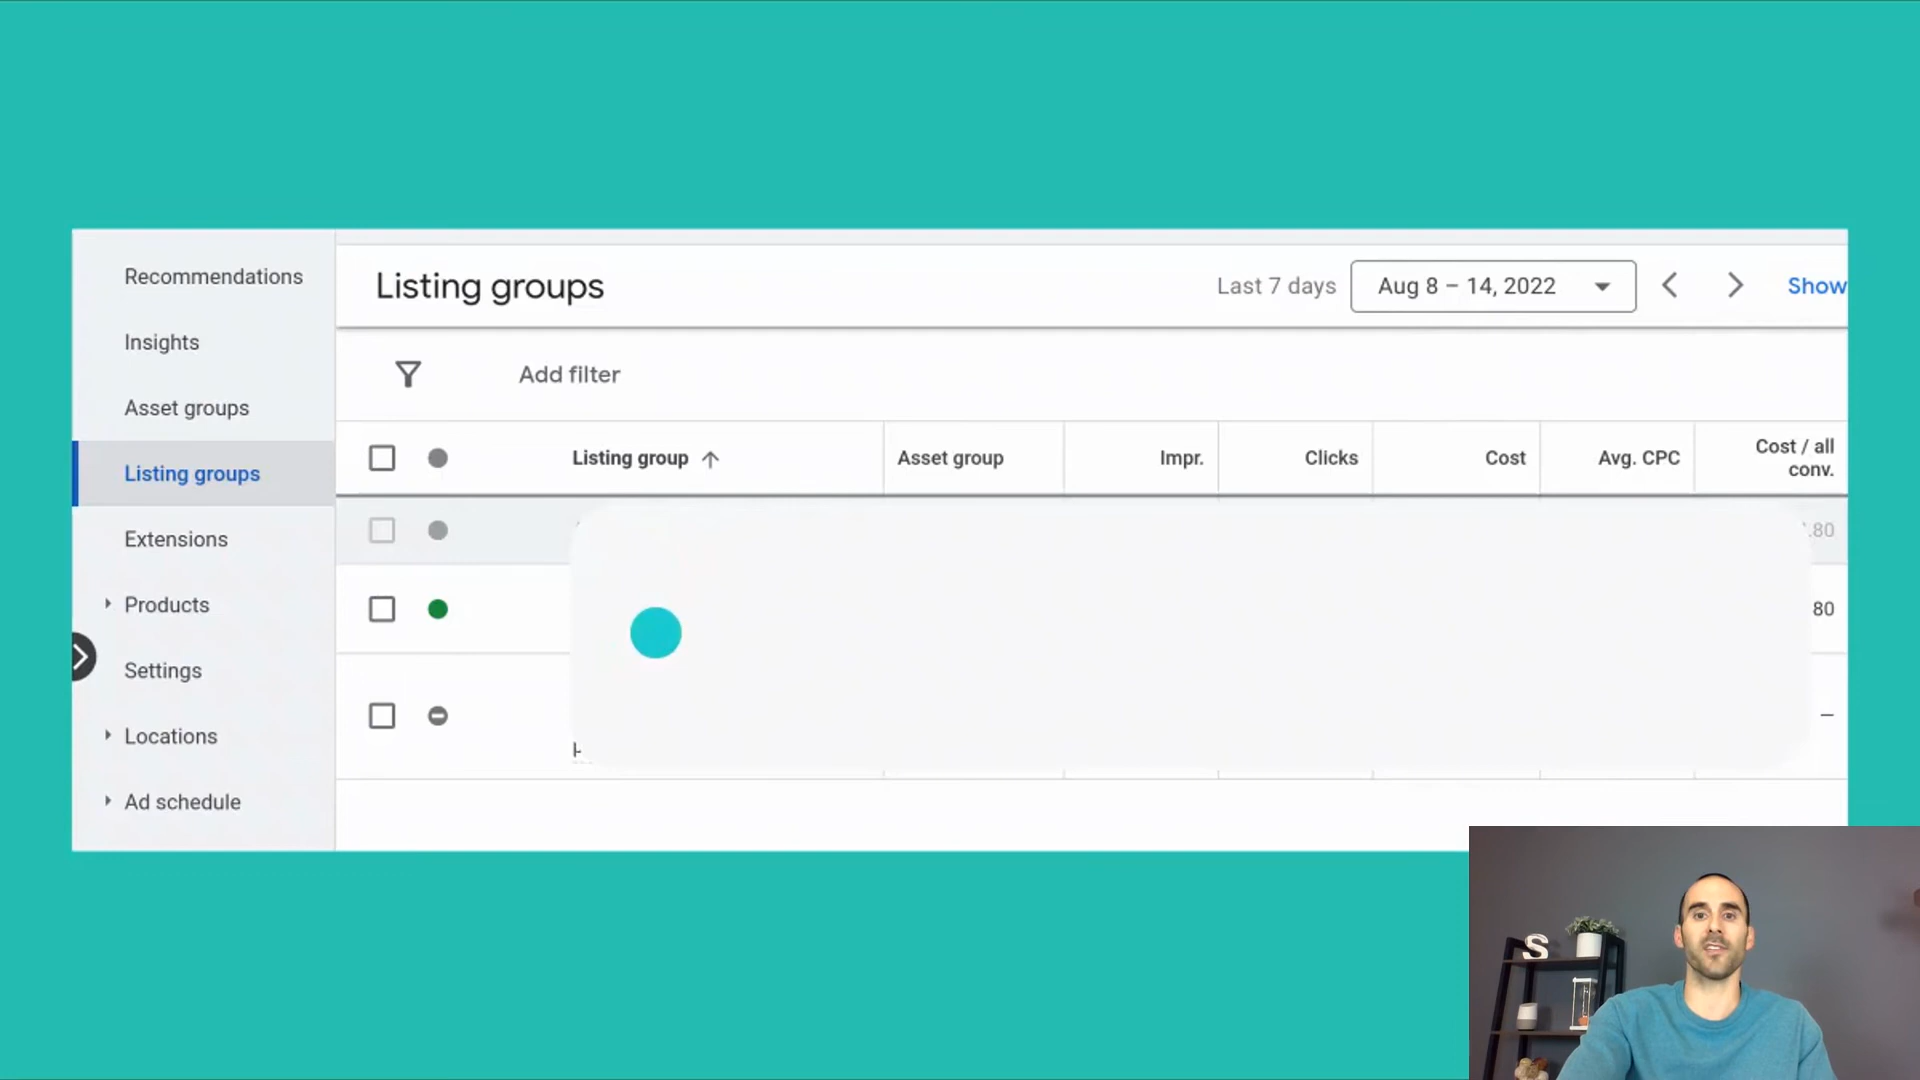 Recommendations
Insights
Asset groups
Listing groups
Extensions
Products
Settings
Locations
Ad schedule
Listing groups
Last 7 days
Aug 8 – 14, 2022
Show
Add filter
Listing group
Asset group
Impr.
Clicks
Cost
Avg. CPC
Cost / all
conv.
.80
80
–
S